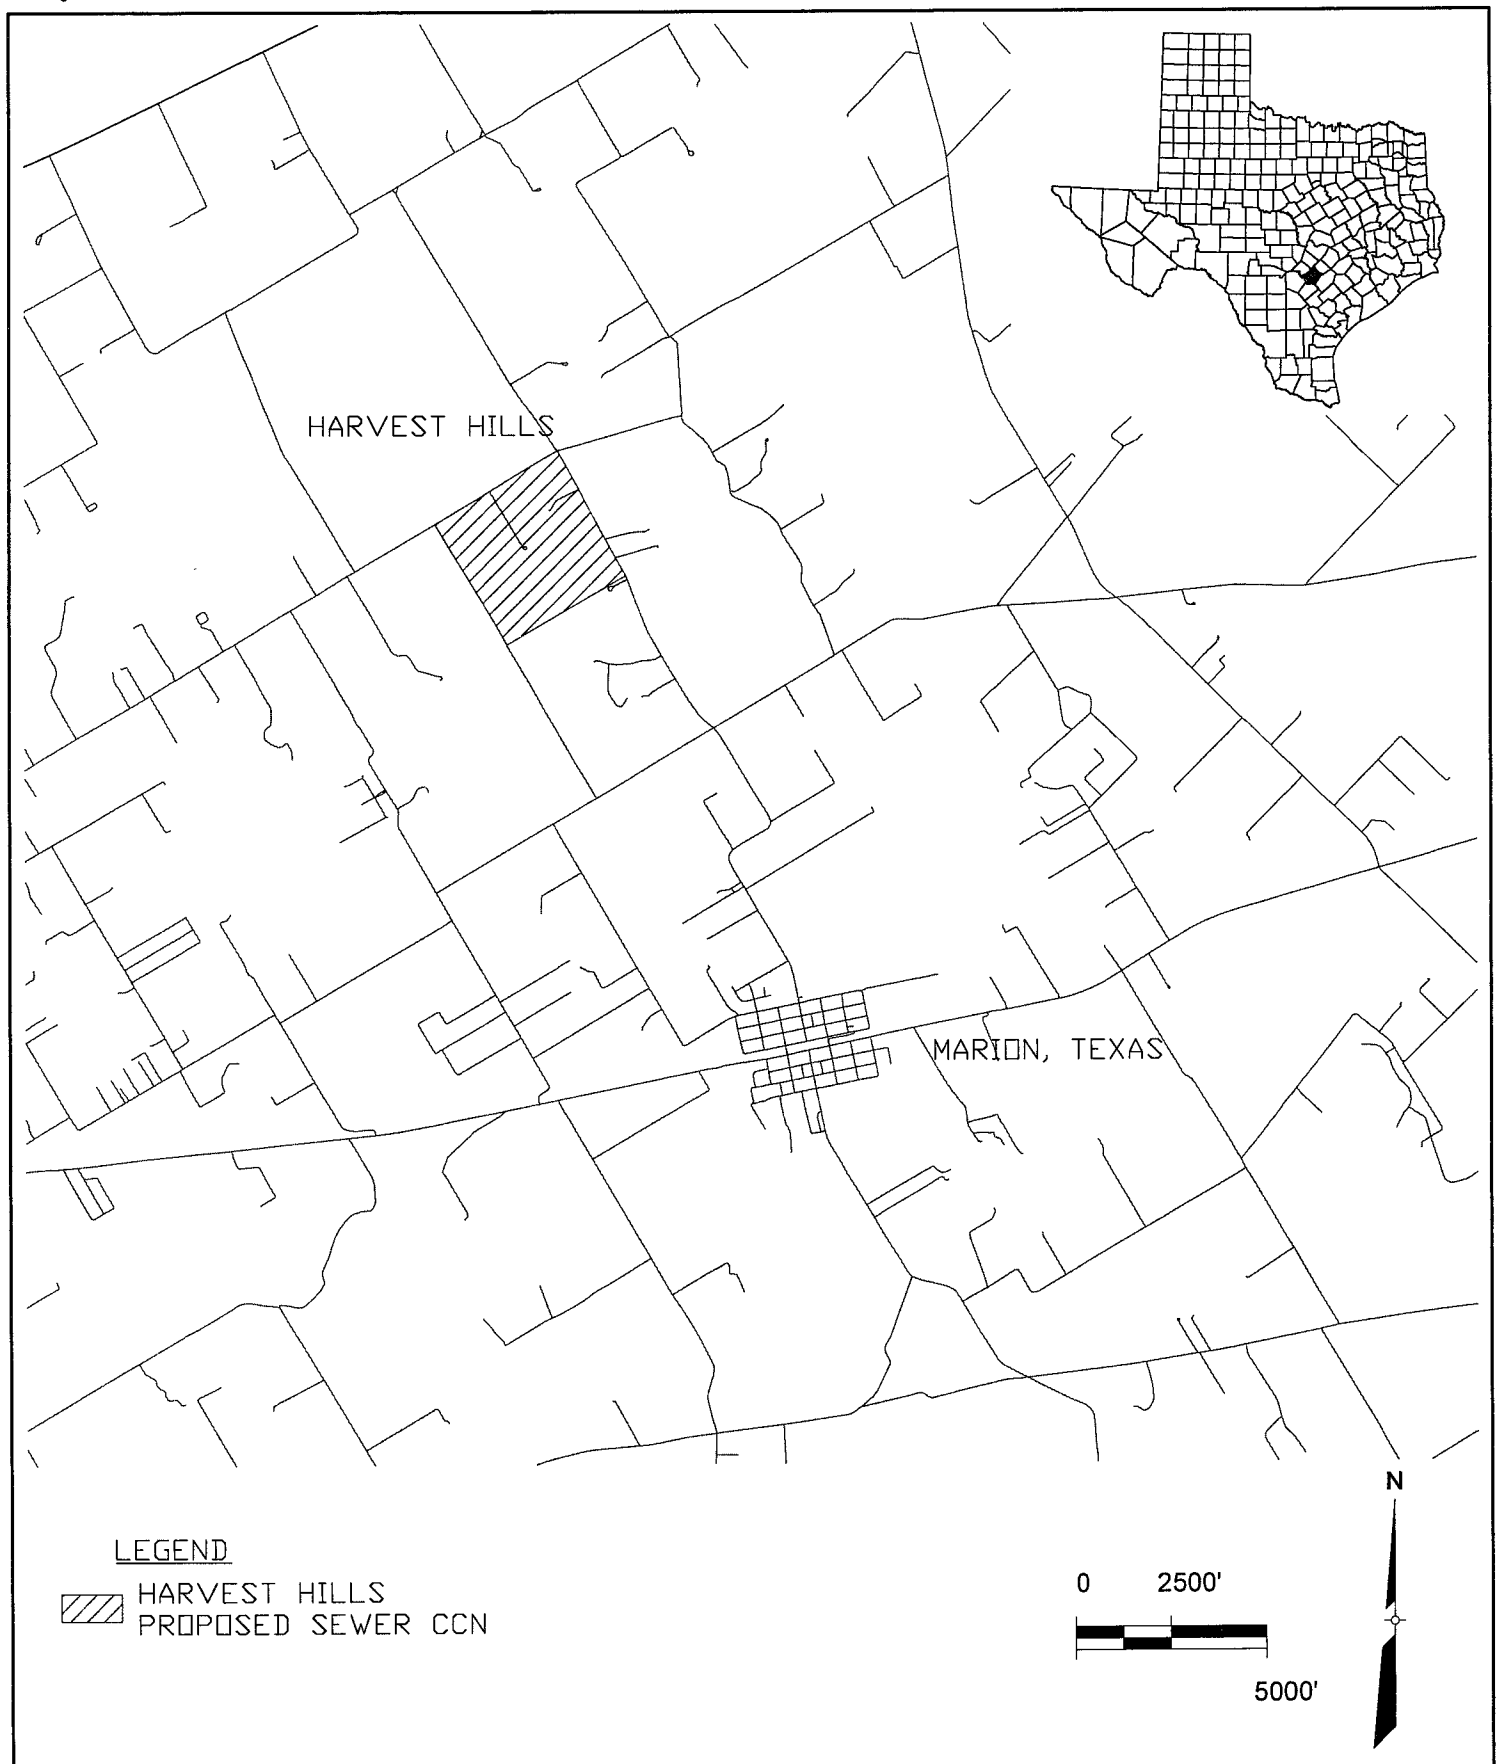 HARVEST HILLS
MARION, TEXAS
N
LEGEND
HARVEST HILLS
PROPOSED SEWER CCN
0 2500'
5000'